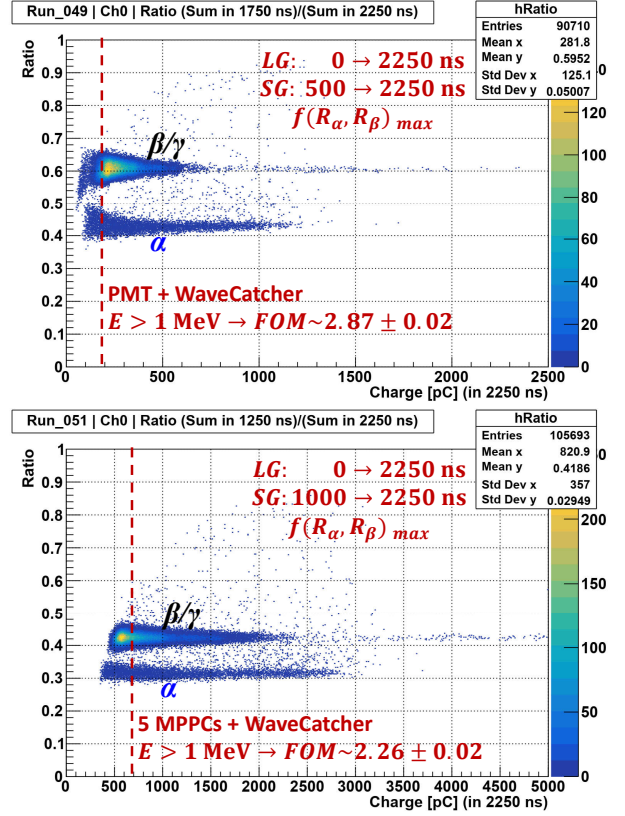 Run_049 | Ch0 | Ratio (Sum in 1750 ns)/(Sum in 2250 ns)
hRatio
Entries 90710
Mean x 281.8
Mean y 0.5952
Std Dev x 125.1
Std Dev y 0.05007
Ratio
LG: 0 → 2250 ns
SG: 500 → 2250 ns
f(R_α, R_β) max
β/γ
α
PMT + WaveCatcher
E > 1 MeV → FOM~2.87 ± 0.02
1
0.9
0.8
0.7
0.6
0.5
0.4
0.3
0.2
0.1
0
0 500 1000 1500 2000 2500
Charge [pC] (in 2250 ns)
120
100
80
60
40
20
0
Run_051 | Ch0 | Ratio (Sum in 1250 ns)/(Sum in 2250 ns)
hRatio
Entries 105693
Mean x 820.9
Mean y 0.4186
Std Dev x 357
Std Dev y 0.02949
Ratio
LG: 0 → 2250 ns
SG: 1000 → 2250 ns
f(R_α, R_β) max
β/γ
α
5 MPPCs + WaveCatcher
E > 1 MeV → FOM~2.26 ± 0.02
1
0.9
0.8
0.7
0.6
0.5
0.4
0.3
0.2
0.1
0
0 500 1000 1500 2000 2500 3000 3500 4000 4500 5000
Charge [pC] (in 2250 ns)
200
150
100
50
0